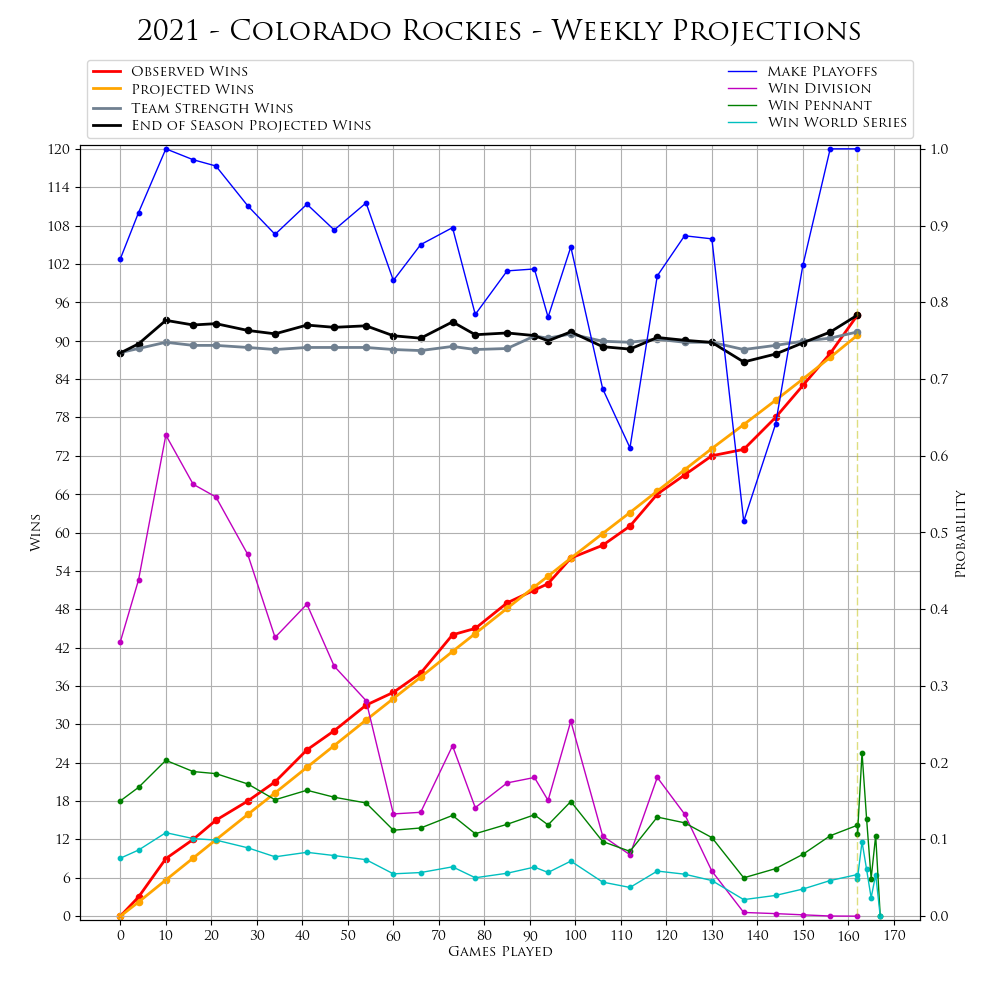 2021 - Colorado Rockies - Weekly Projections
Observed Wins
Projected Wins
Team Strength Wins
End of Season Projected Wins
Make Playoffs
Win Division
Win Pennant
Win World Series
120
114
108
102
96
90
84
78
72
66
60
54
48
42
36
30
24
18
12
6
0
Wins
1.0
0.9
0.8
0.7
0.6
0.5
0.4
0.3
0.2
0.1
0.0
Probability
0 10 20 30 40 50 60 70 80 90 100 110 120 130 140 150 160 170
Games Played